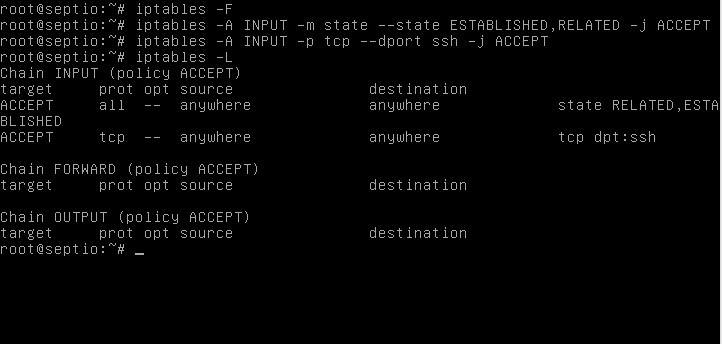 root@septio:~# iptables -F
root@septio:~# iptables -A INPUT -m state --state ESTABLISHED,RELATED -j ACCEPT
root@septio:~# iptables -A INPUT -p tcp --dport ssh -j ACCEPT
root@septio:~# iptables -L
Chain INPUT (policy ACCEPT)
target     prot opt source               destination
ACCEPT     all  --  anywhere             anywhere             state RELATED,ESTA
BLISHED
ACCEPT     tcp  --  anywhere             anywhere             tcp dpt:ssh

Chain FORWARD (policy ACCEPT)
target     prot opt source               destination

Chain OUTPUT (policy ACCEPT)
target     prot opt source               destination
root@septio:~# _